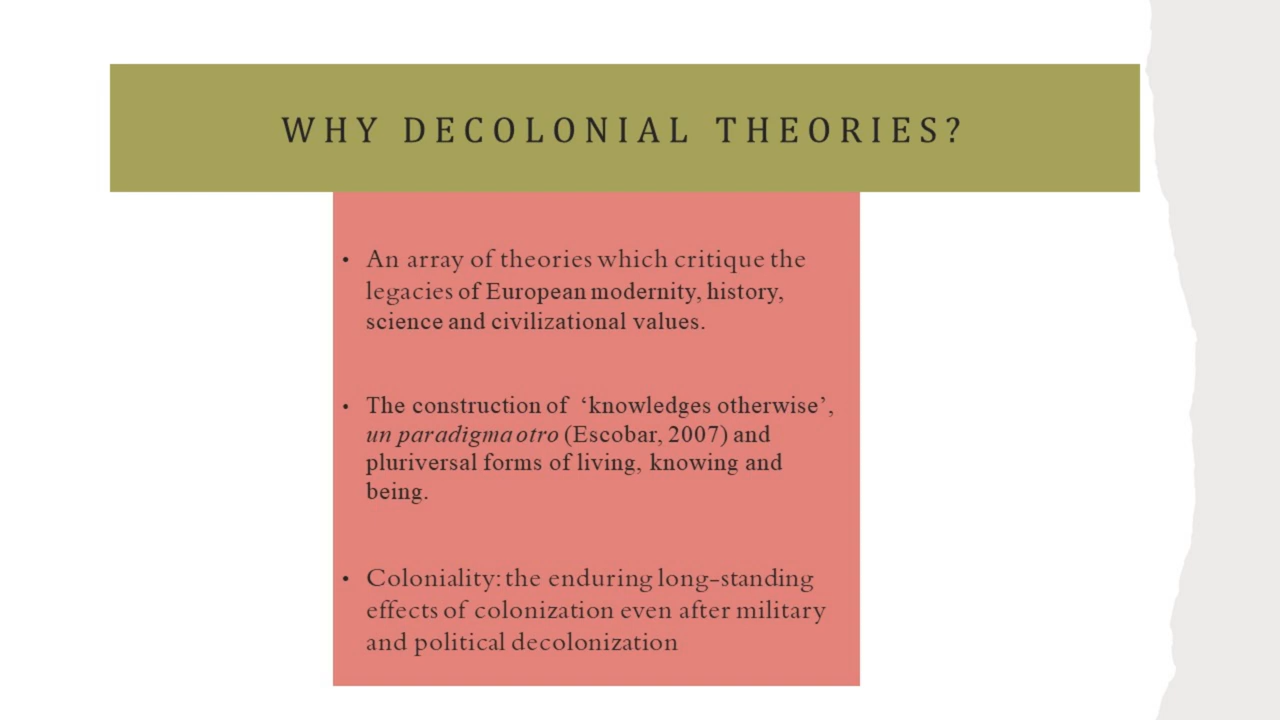 WHY DECOLONIAL THEORIES?
• An array of theories which critique the
legacies of European modernity, history,
science and civilizational values.
• The construction of ‘knowledges otherwise’,
un paradigma otro (Escobar, 2007) and
pluriversal forms of living, knowing and
being.
• Coloniality: the enduring long-standing
effects of colonization even after military
and political decolonization